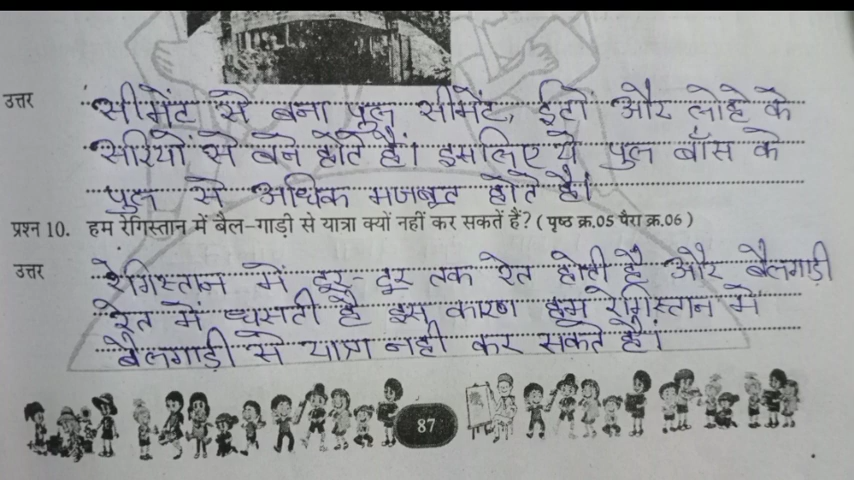 उत्तर सीमेंट से बना पुल सीमेंट, ईटों और लोहे के
सरियों से बने होते हैं। इसलिए ये पुल बाँस के
पुल से अधिक मजबूत होते हैं।
प्रश्न 10. हम रेगिस्तान में बैल-गाड़ी से यात्रा क्यों नहीं कर सकतें हैं? ( पृष्ठ क्र.05 पैरा क्र.06 )
उत्तर रेगिस्तान में दूर-दूर तक रेत होती है और बैलगाड़ी
रेत में धसती है इस कारण हम रेगिस्तान में
बैलगाड़ी से यात्रा नही कर सकते हैं।
87